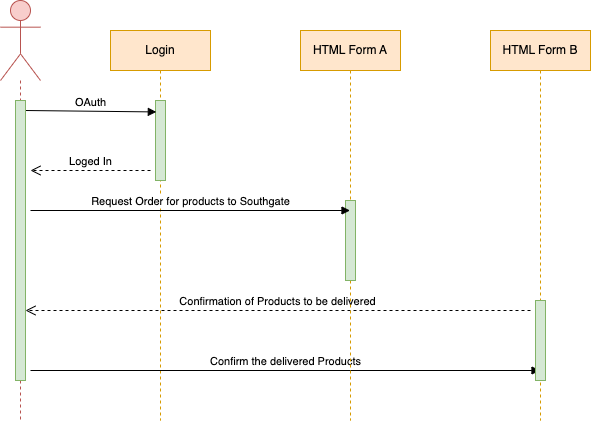 Login
HTML Form A
HTML Form B
OAuth
Loged In
Request Order for products to Southgate
Confirmation of Products to be delivered
Confirm the delivered Products